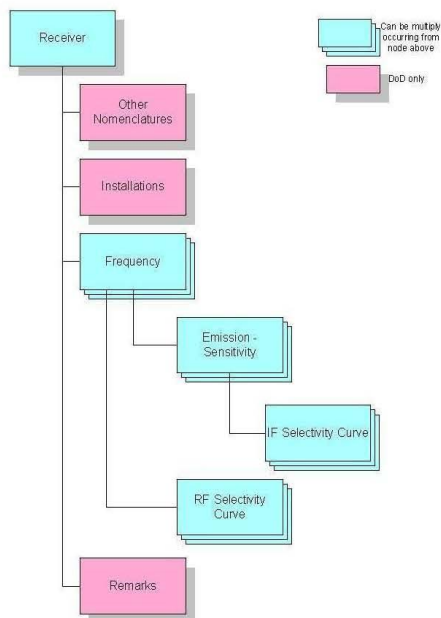 Receiver
Can be multiply
occurring from
node above
DoD only
Other
Nomenclatures
Installations
Frequency
Emission -
Sensitivity
IF Selectivity Curve
RF Selectivity
Curve
Remarks